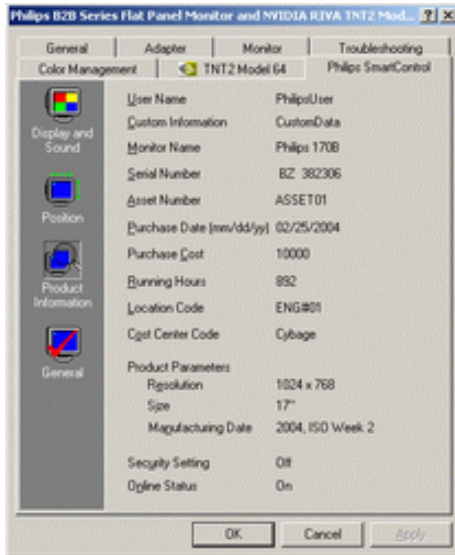 Philips B2B Series Flat Panel Monitor and NVIDIA RIVA TNT2 Mod...
General Adapter Monitor Troubleshooting
Color Management TNT2 Model 64 Philips SmartControl
Display and Sound
Position
Product Information
General
User Name PhilipsUser
Custom Information CustomData
Monitor Name Philips 170B
Serial Number BZ 382306
Asset Number ASSET01
Purchase Date (mm/dd/yy) 02/25/2004
Purchase Cost 10000
Running Hours 892
Location Code ENG#01
Cost Center Code Cybage
Product Parameters
Resolution 1024 x 768
Size 17"
Manufacturing Date 2004, ISO Week 2
Security Setting Off
Online Status On
OK Cancel Apply